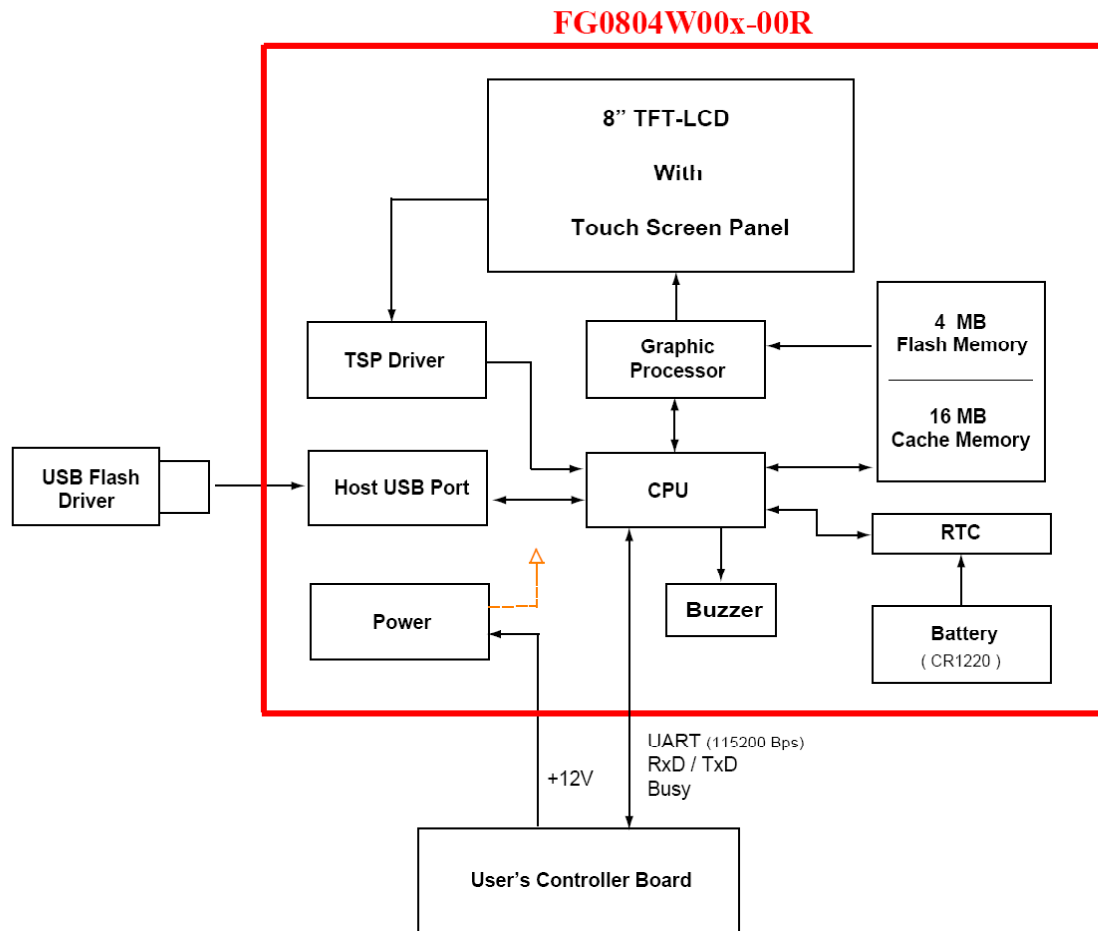 FG0804W00x-00R
8” TFT-LCD
With
Touch Screen Panel
4 MB
Flash Memory
16 MB
Cache Memory
Graphic
Processor
TSP Driver
USB Flash
Driver
Host USB Port
CPU
RTC
Power
Buzzer
Battery
( CR1220 )
+12V
UART (115200 Bps)
RxD / TxD
Busy
User’s Controller Board